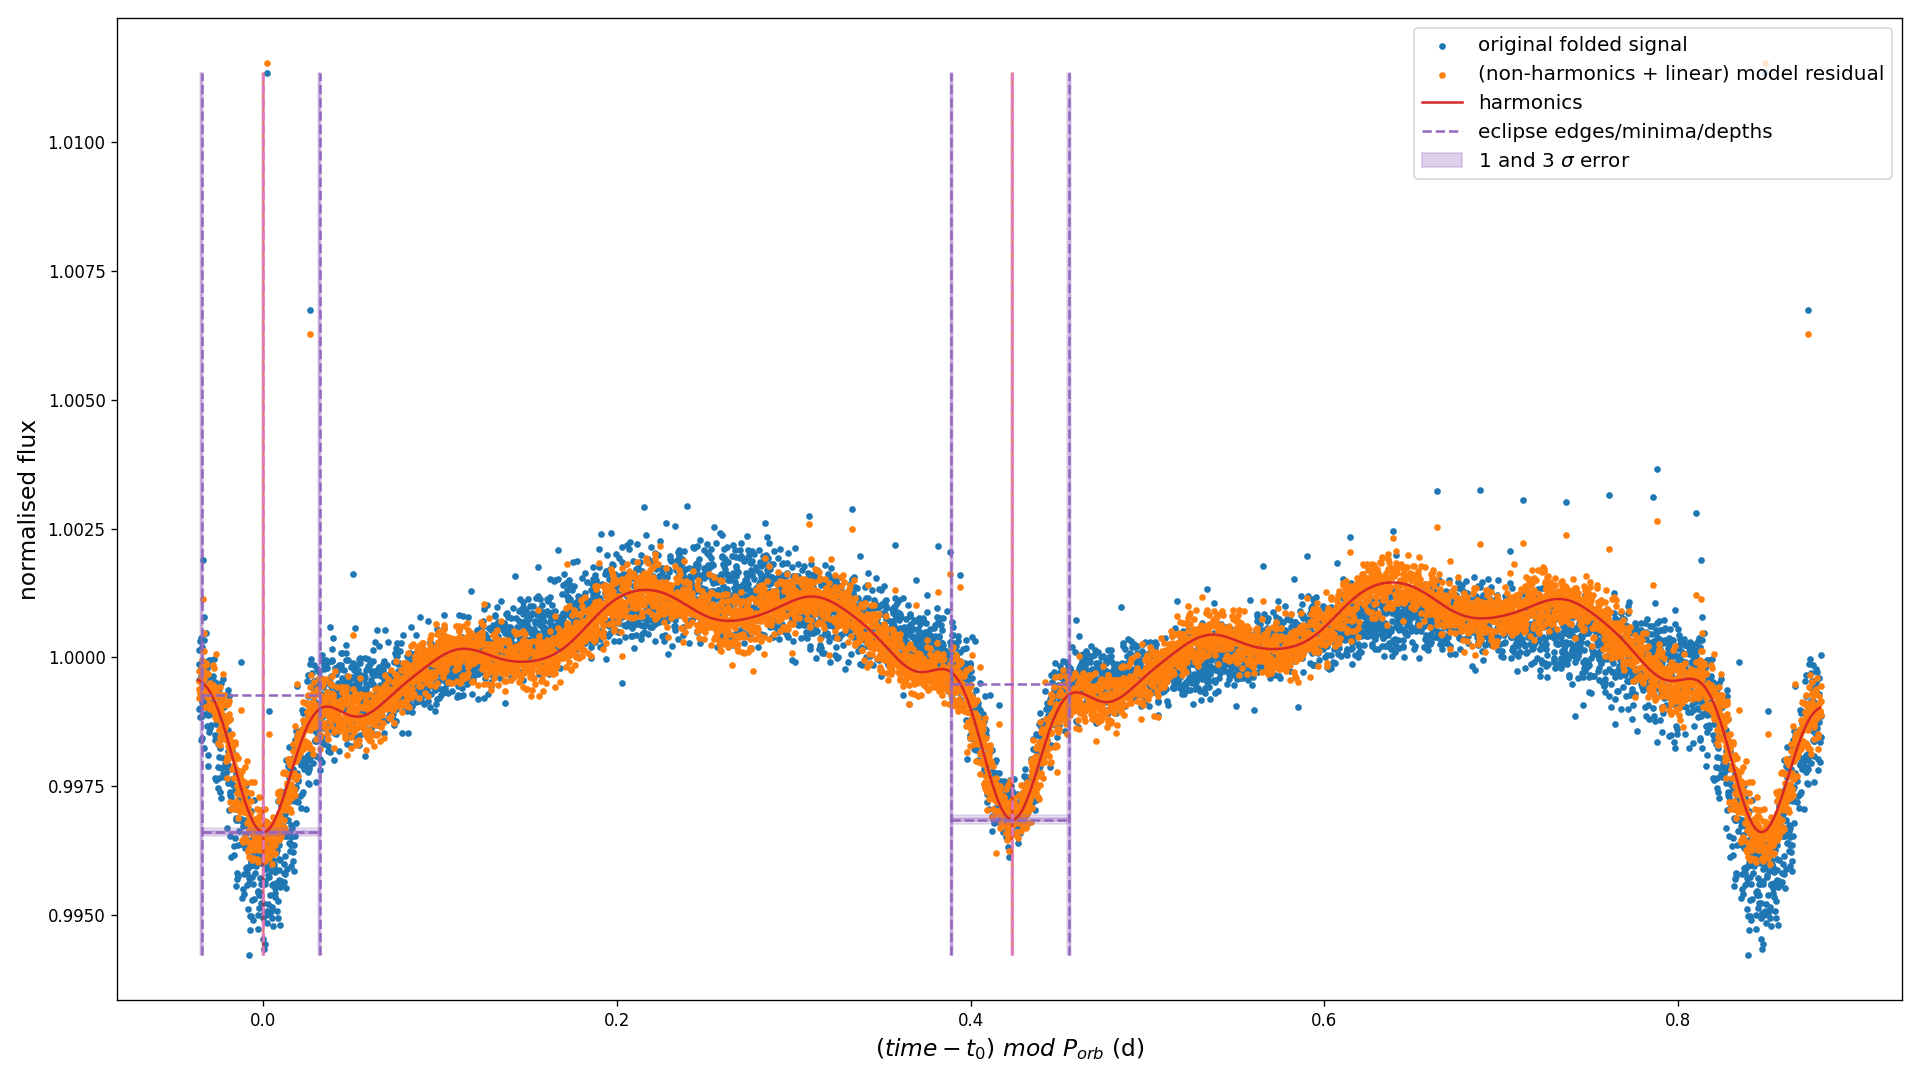 original folded signal
(non-harmonics + linear) model residual
harmonics
eclipse edges/minima/depths
1 and 3 σ error
normalised flux
1.0100
1.0075
1.0050
1.0025
1.0000
0.9975
0.9950
0.0 0.2 0.4 0.6 0.8
(time − t₀) mod Pₒᵣb (d)